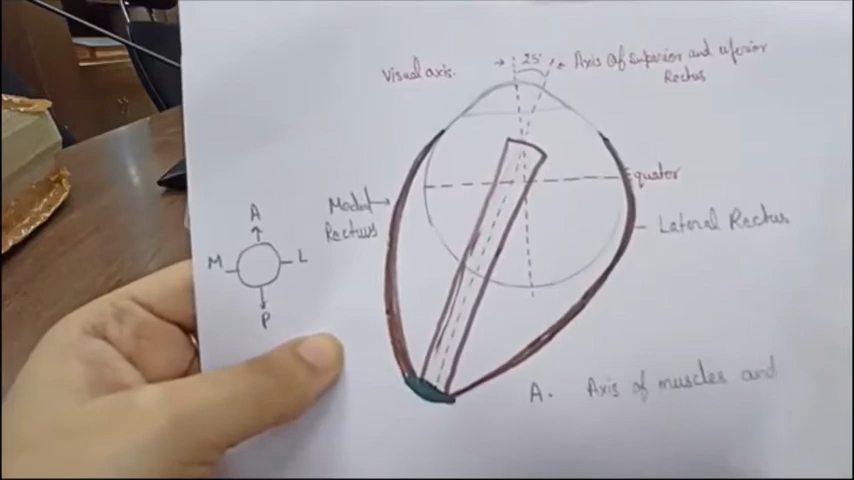 Visual axis.
25°
Axis of superior and inferior
Rectus
Medial
Rectus
Equator
Lateral Rectus
A
M
L
P
A. Axis of muscles and